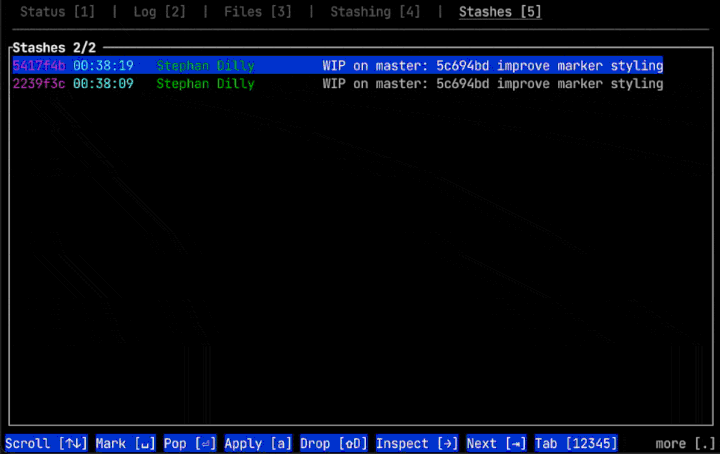 Status [1] | Log [2] | Files [3] | Stashing [4] | Stashes [5]
Stashes 2/2
5417f4b 00:38:19 Stephan Dilly WIP on master: 5c694bd improve marker styling
2239f3c 00:38:09 Stephan Dilly WIP on master: 5c694bd improve marker styling
Scroll [↑↓] Mark [␣] Pop [⏎] Apply [a] Drop [⇧D] Inspect [→] Next [⇥] Tab [12345] more [.]